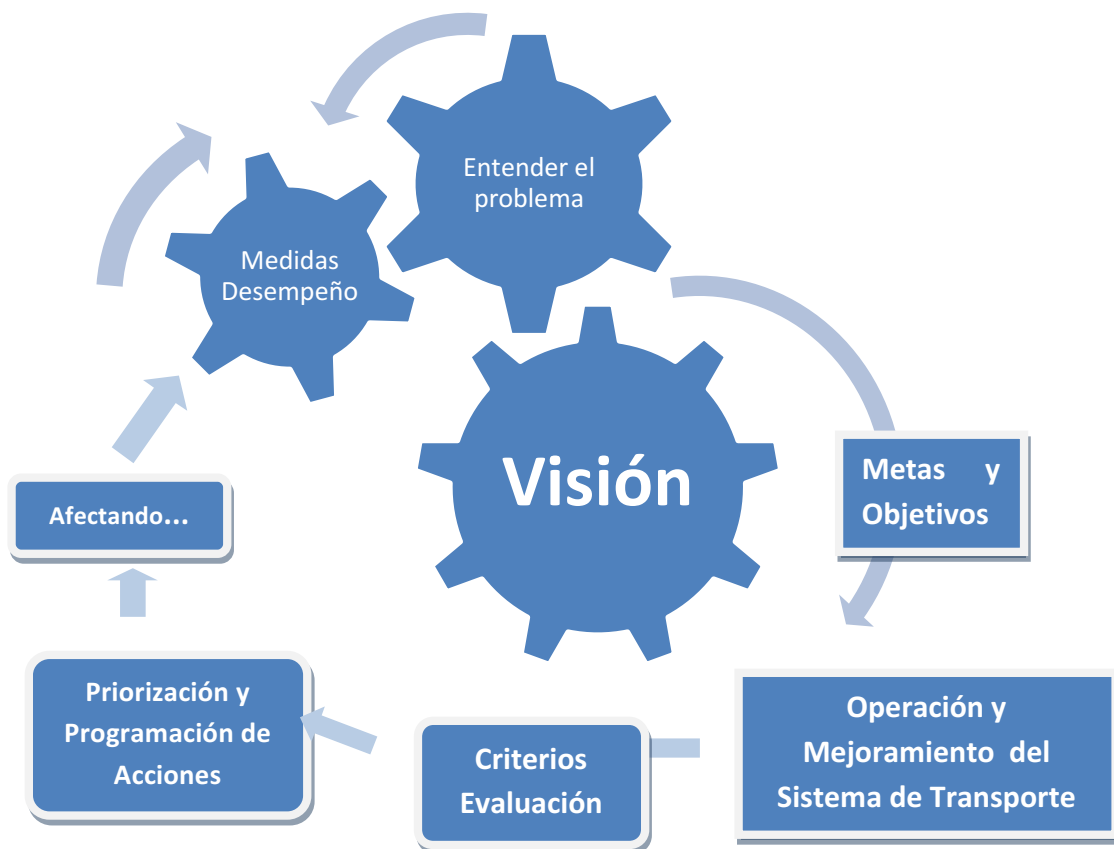 Entender el
problema
Medidas
Desempeño
Visión
Metas y
Objetivos
Afectando...
Priorización y
Programación de
Acciones
Criterios
Evaluación
Operación y
Mejoramiento del
Sistema de Transporte